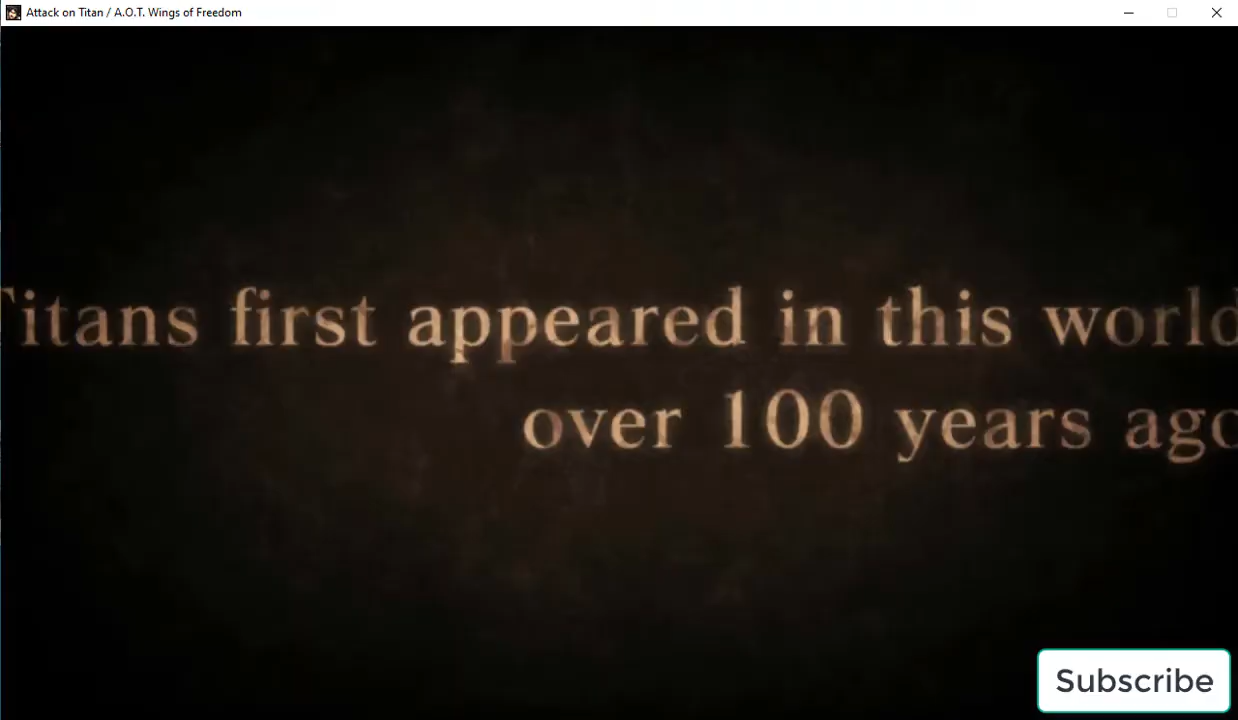 Attack on Titan / A.O.T. Wings of Freedom
Titans first appeared in this world
over 100 years ago
Subscribe